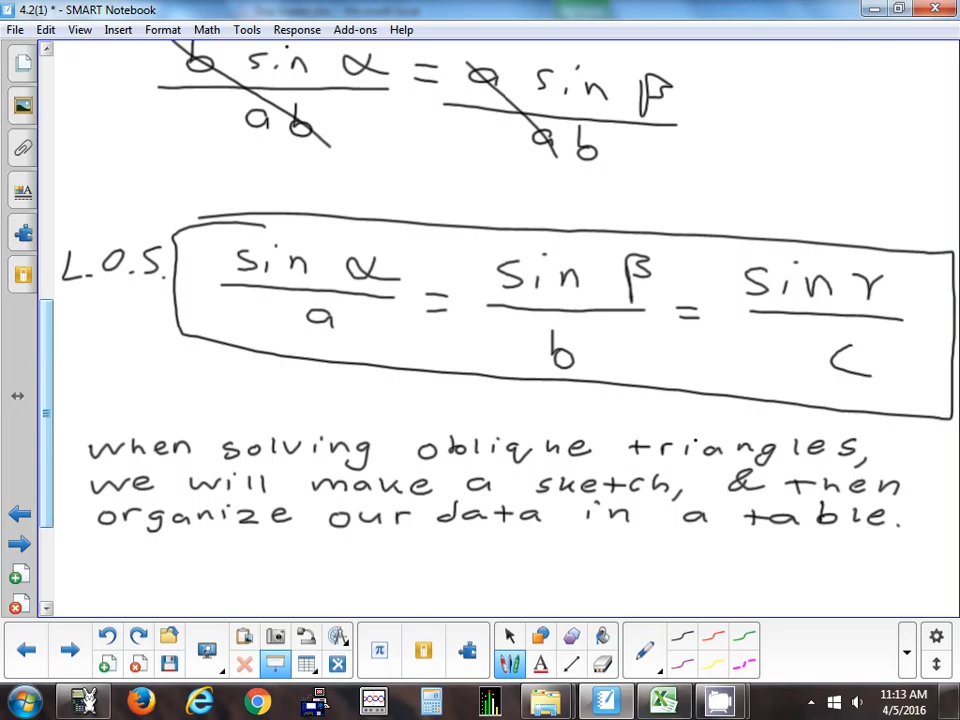 4.2(1) * - SMART Notebook
File Edit View Insert Format Math Tools Response Add-ons Help
b sin α = a sin β
a b a b
L.O.S. sin α = sin β = sin γ
a b c
when solving oblique triangles,
we will make a sketch, & then
organize our data in a table.
11:13 AM
4/5/2016